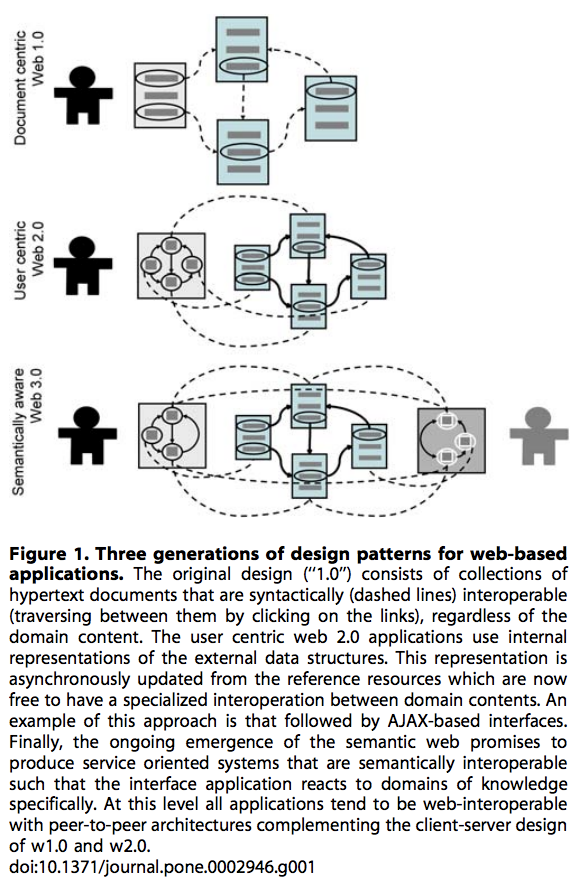 Document centric
Web 1.0
User centric
Web 2.0
Semantically aware
Web 3.0
Figure 1. Three generations of design patterns for web-based
applications. The original design (“1.0”) consists of collections of
hypertext documents that are syntactically (dashed lines) interoperable
(traversing between them by clicking on the links), regardless of the
domain content. The user centric web 2.0 applications use internal
representations of the external data structures. This representation is
asynchronously updated from the reference resources which are now
free to have a specialized interoperation between domain contents. An
example of this approach is that followed by AJAX-based interfaces.
Finally, the ongoing emergence of the semantic web promises to
produce service oriented systems that are semantically interoperable
such that the interface application reacts to domains of knowledge
specifically. At this level all applications tend to be web-interoperable
with peer-to-peer architectures complementing the client-server design
of w1.0 and w2.0.
doi:10.1371/journal.pone.0002946.g001